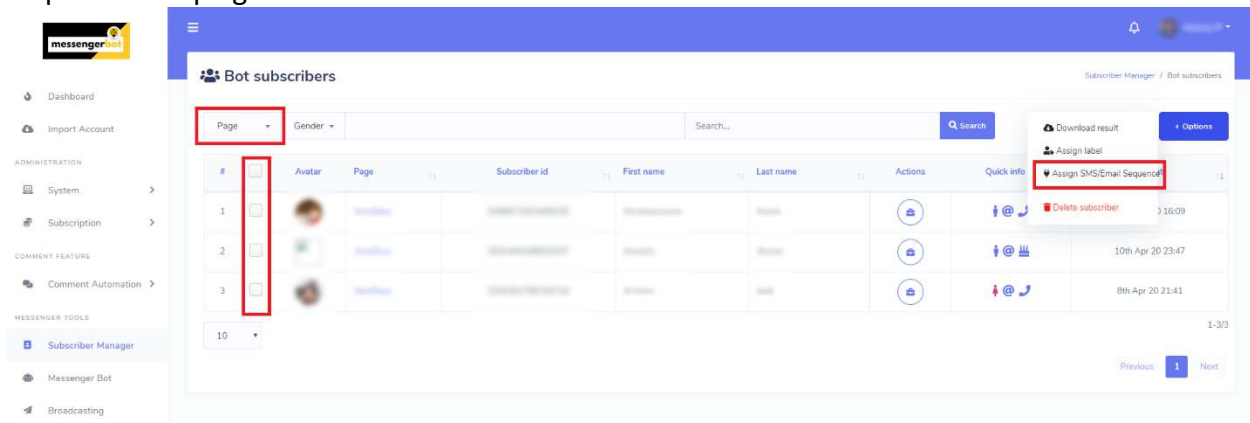 messengerbot
Bot subscribers
Subscriber Manager / Bot subscribers
Dashboard
Import Account
ADMINISTRATION
System
Subscription
COMMENT FEATURE
Comment Automation
MESSENGER TOOLS
Subscriber Manager
Messenger Bot
Broadcasting
Page Gender Search... Search Options
Download result
Assign label
Assign SMS/Email Sequence
Delete subscriber
# Avatar Page Subscriber id First name Last name Actions Quick info
1 16:09
2 @ 10th Apr 20 23:47
3 @ 8th Apr 20 21:41
10
1-3/3
Previous 1 Next